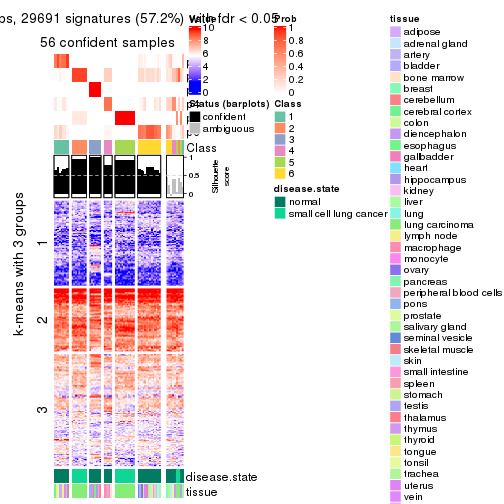 ps, 29691 signatures (57.2%) with fdr < 0.05
56 confident samples
Value
10
8
6
4
2
0
Prob
1
0.8
0.6
0.4
0.2
0
Status (barplots)
confident
ambiguous
Class
1
2
3
4
5
6
disease.state
normal
small cell lung cancer
Class
1
0.5
0
Silhouette
score
k-means with 3 groups
1
2
3
disease.state
tissue
tissue
adipose
adrenal gland
artery
bladder
bone marrow
breast
cerebellum
cerebral cortex
colon
diencephalon
esophagus
gallbadder
heart
hippocampus
kidney
liver
lung
lung carcinoma
lymph node
macrophage
monocyte
ovary
pancreas
peripheral blood cells
pons
prostate
salivary gland
seminal vesicle
skeletal muscle
skin
small intestine
spleen
stomach
testis
thalamus
thymus
thyroid
tongue
tonsil
trachea
uterus
vein